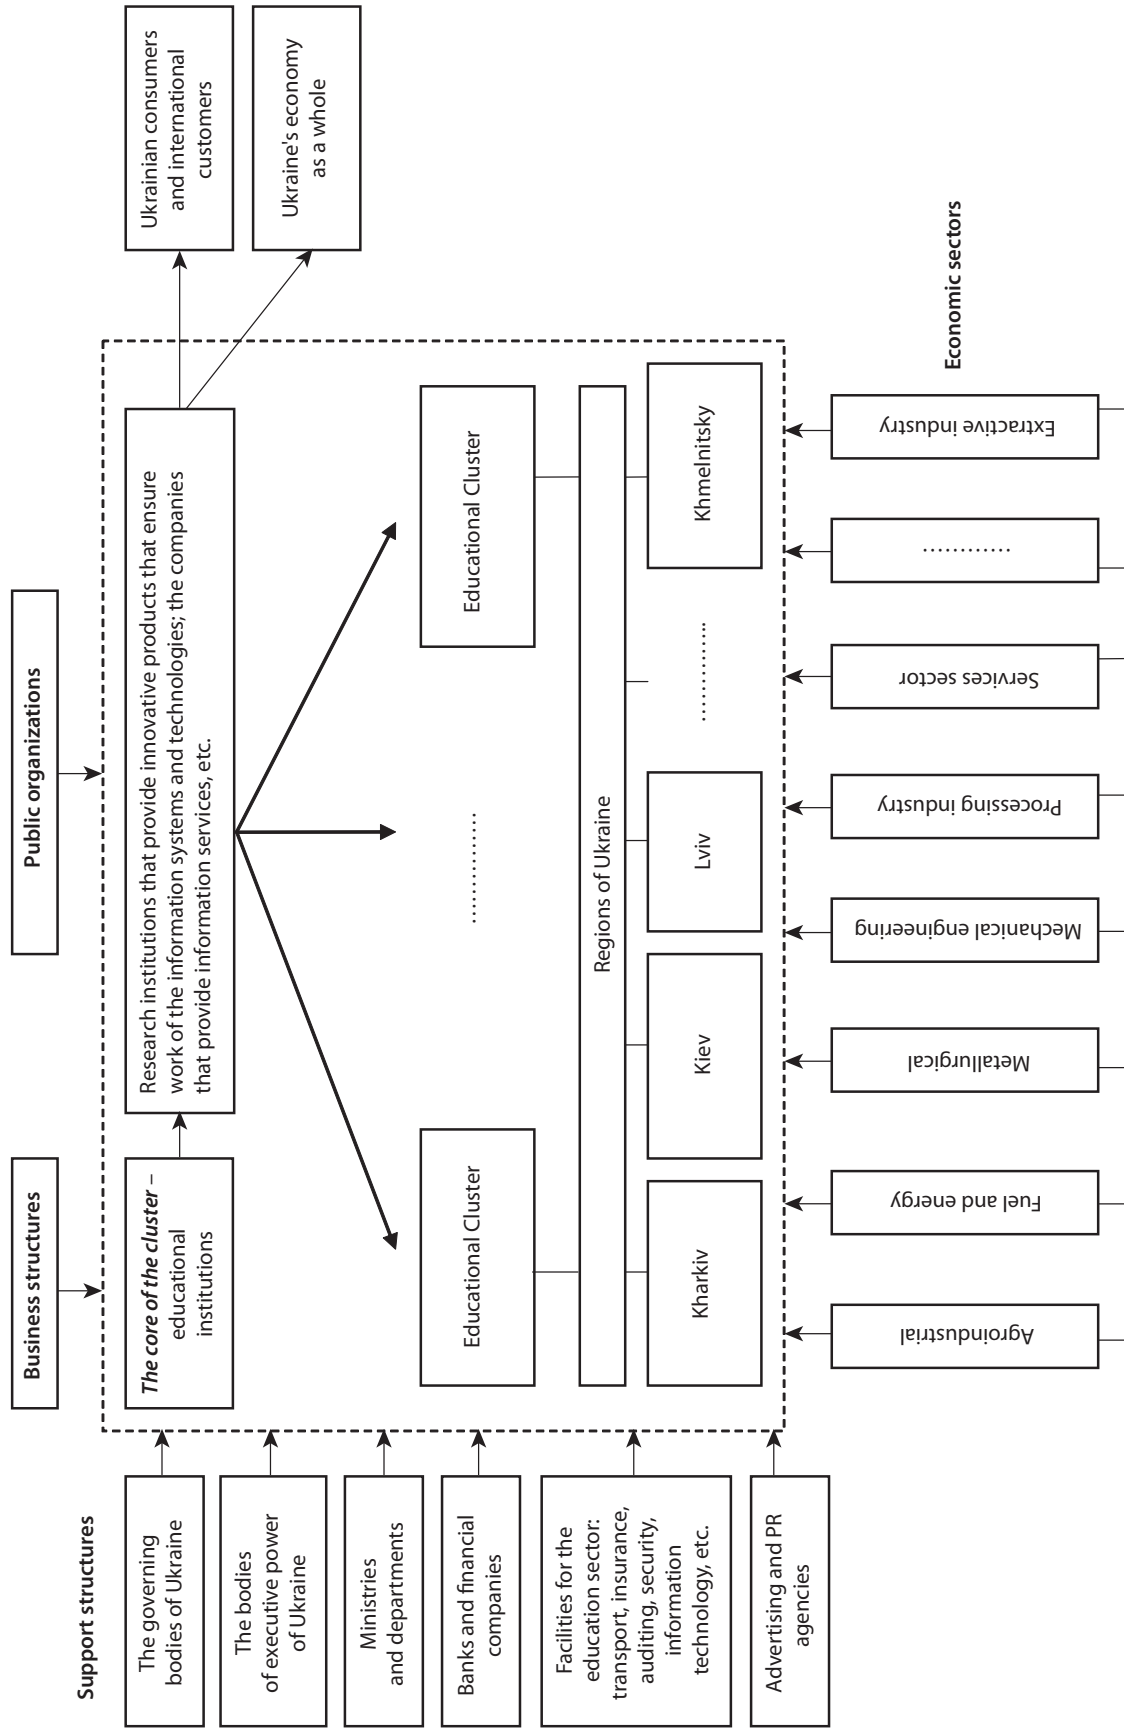 Business structures
Public organizations
Support structures
The governing
bodies of Ukraine
The bodies
of executive power
of Ukraine
Ministries
and departments
Banks and financial
companies
Facilities for the
education sector:
transport, insurance,
auditing, security,
information
technology, etc.
Advertising and PR
agencies
The core of the cluster –
educational
institutions
Research institutions that provide innovative products that ensure
work of the information systems and technologies; the companies
that provide information services, etc.
Ukrainian consumers
and international
customers
Ukraine's economy
as a whole
Educational Cluster
.............
Educational Cluster
Regions of Ukraine
Kharkiv
Kiev
Lviv
.............
Khmelnitsky
Agroindustrial
Fuel and energy
Metallurgical
Mechanical engineering
Processing industry
Services sector
.............
Extractive industry
Economic sectors